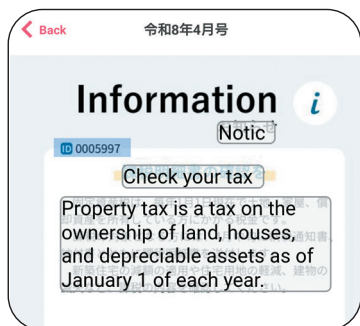 Back
令和8年4月号
Information
i
Notic
ID 0005997
Check your tax
Property tax is a tax on the
ownership of land, houses,
and depreciable assets as of
January 1 of each year.